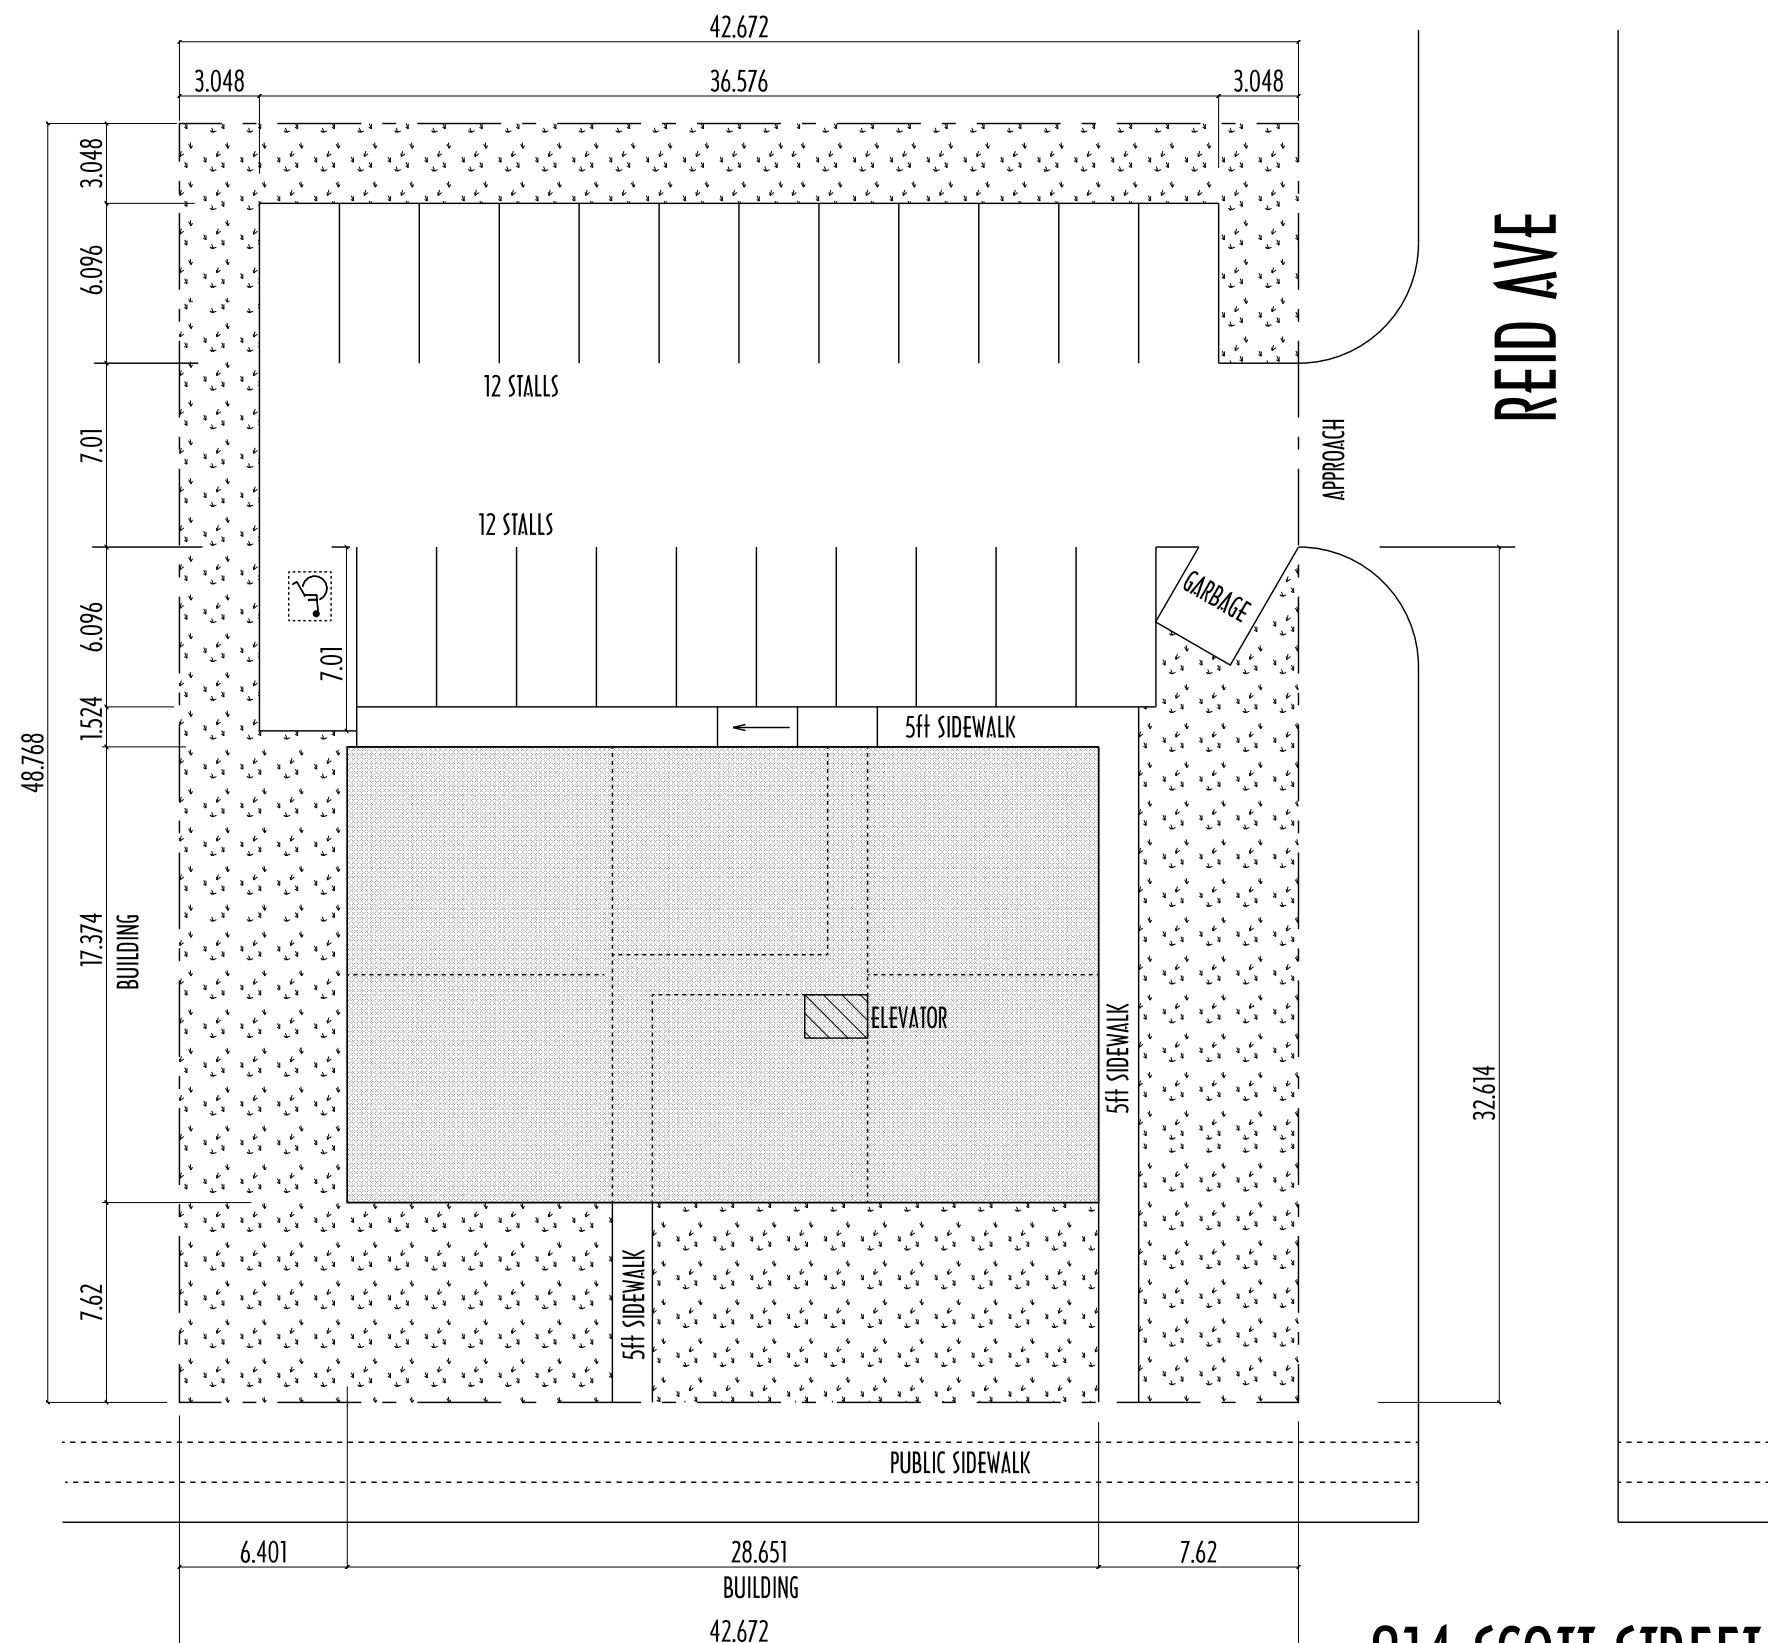 42.672
3.048
36.576
3.048
3.048
6.096
7.01
6.096
1.524
17.374
BUILDING
7.62
48.768
REID AVE
12 STALLS
APPROACH
12 STALLS
GARBAGE
7.01
5ft SIDEWALK
ELEVATOR
5ft SIDEWALK
32.614
5ft SIDEWALK
PUBLIC SIDEWALK
6.401
28.651
7.62
BUILDING
42.672